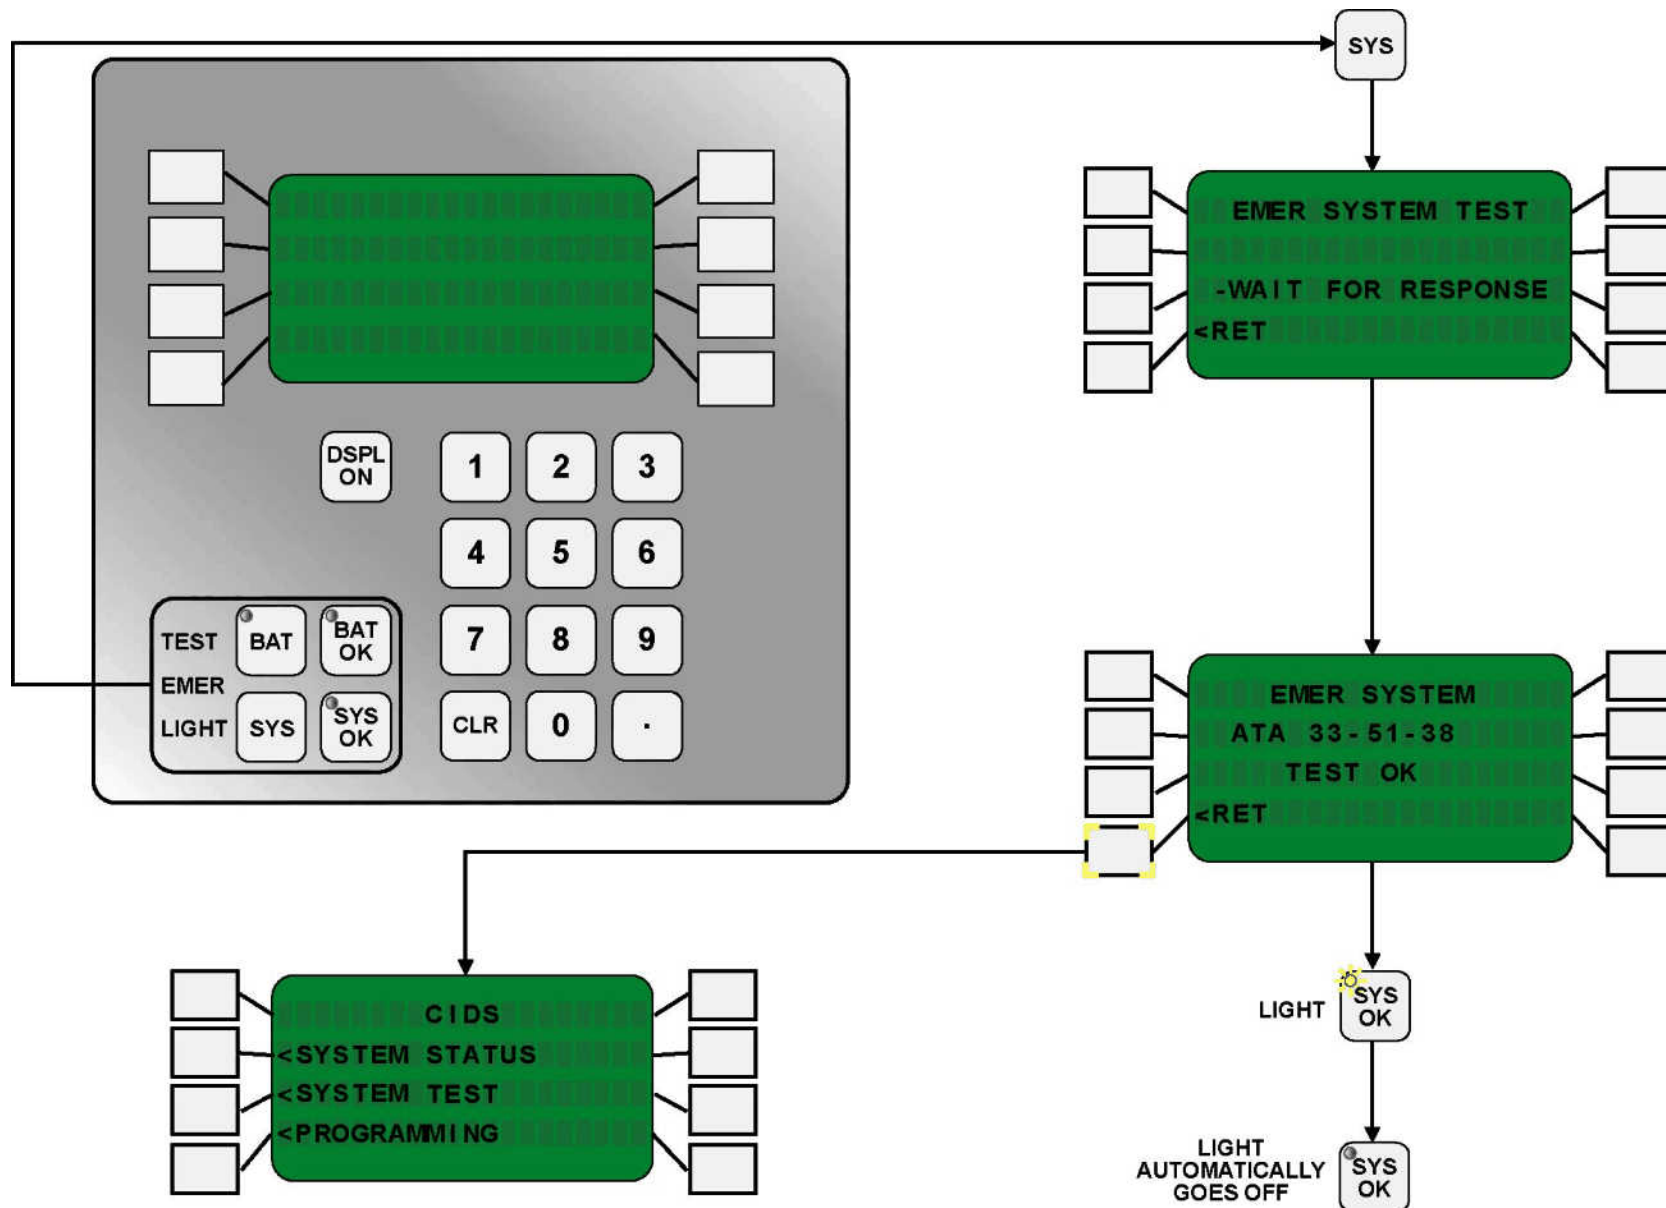 SYS
EMER SYSTEM TEST
-WAIT FOR RESPONSE
<RET
DSPL
ON
1 2 3
4 5 6
7 8 9
CLR 0 .
TEST
EMER
LIGHT
BAT
BAT
OK
SYS
SYS
OK
EMER SYSTEM
ATA 33-51-38
TEST OK
<RET
CIDS
<SYSTEM STATUS
<SYSTEM TEST
<PROGRAMMING
LIGHT
SYS
OK
LIGHT
AUTOMATICALLY
GOES OFF
SYS
OK